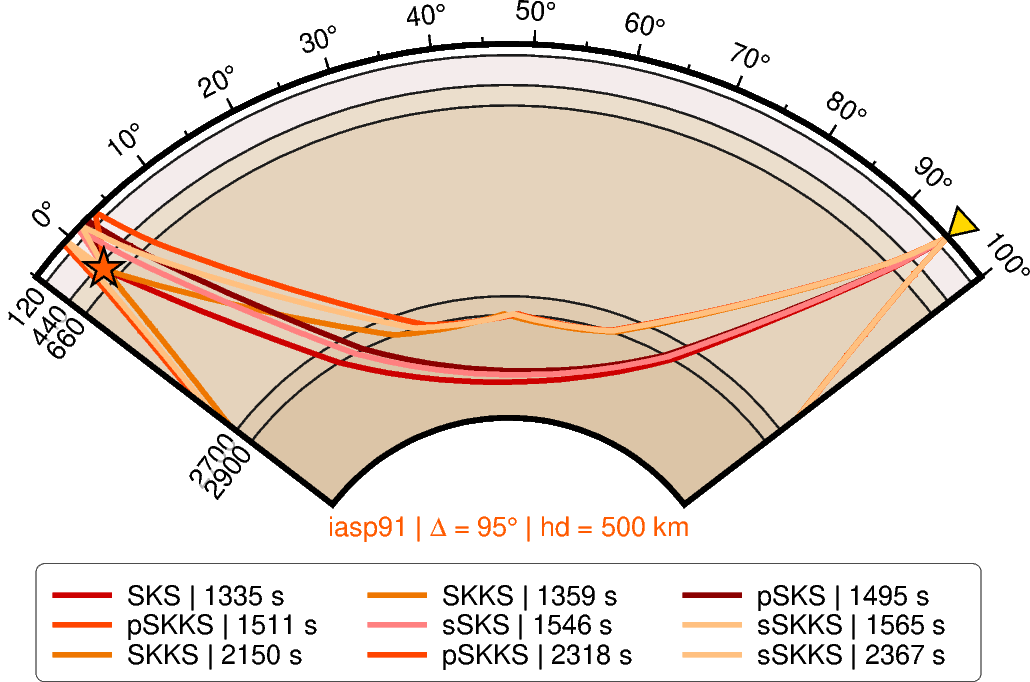 0° 10° 20° 30° 40° 50° 60° 70° 80° 90° 100°
120
440
660
2700
2900
iasp91 | Δ = 95° | hd = 500 km
SKS | 1335 s SKKS | 1359 s pSKS | 1495 s
pSKKS | 1511 s sSKS | 1546 s sSKKS | 1565 s
SKKS | 2150 s pSKKS | 2318 s sSKKS | 2367 s